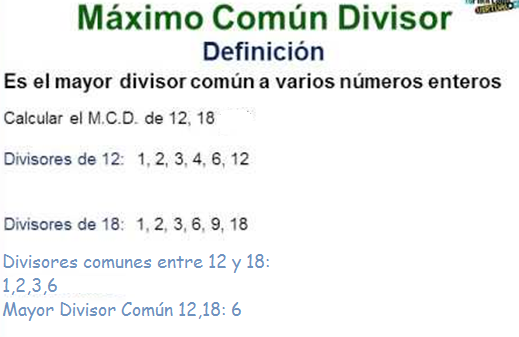 Máximo Común Divisor
Definición
Es el mayor divisor común a varios números enteros
Calcular el M.C.D. de 12, 18
Divisores de 12: 1, 2, 3, 4, 6, 12
Divisores de 18: 1, 2, 3, 6, 9, 18
Divisores comunes entre 12 y 18:
1,2,3,6
Mayor Divisor Común 12,18: 6